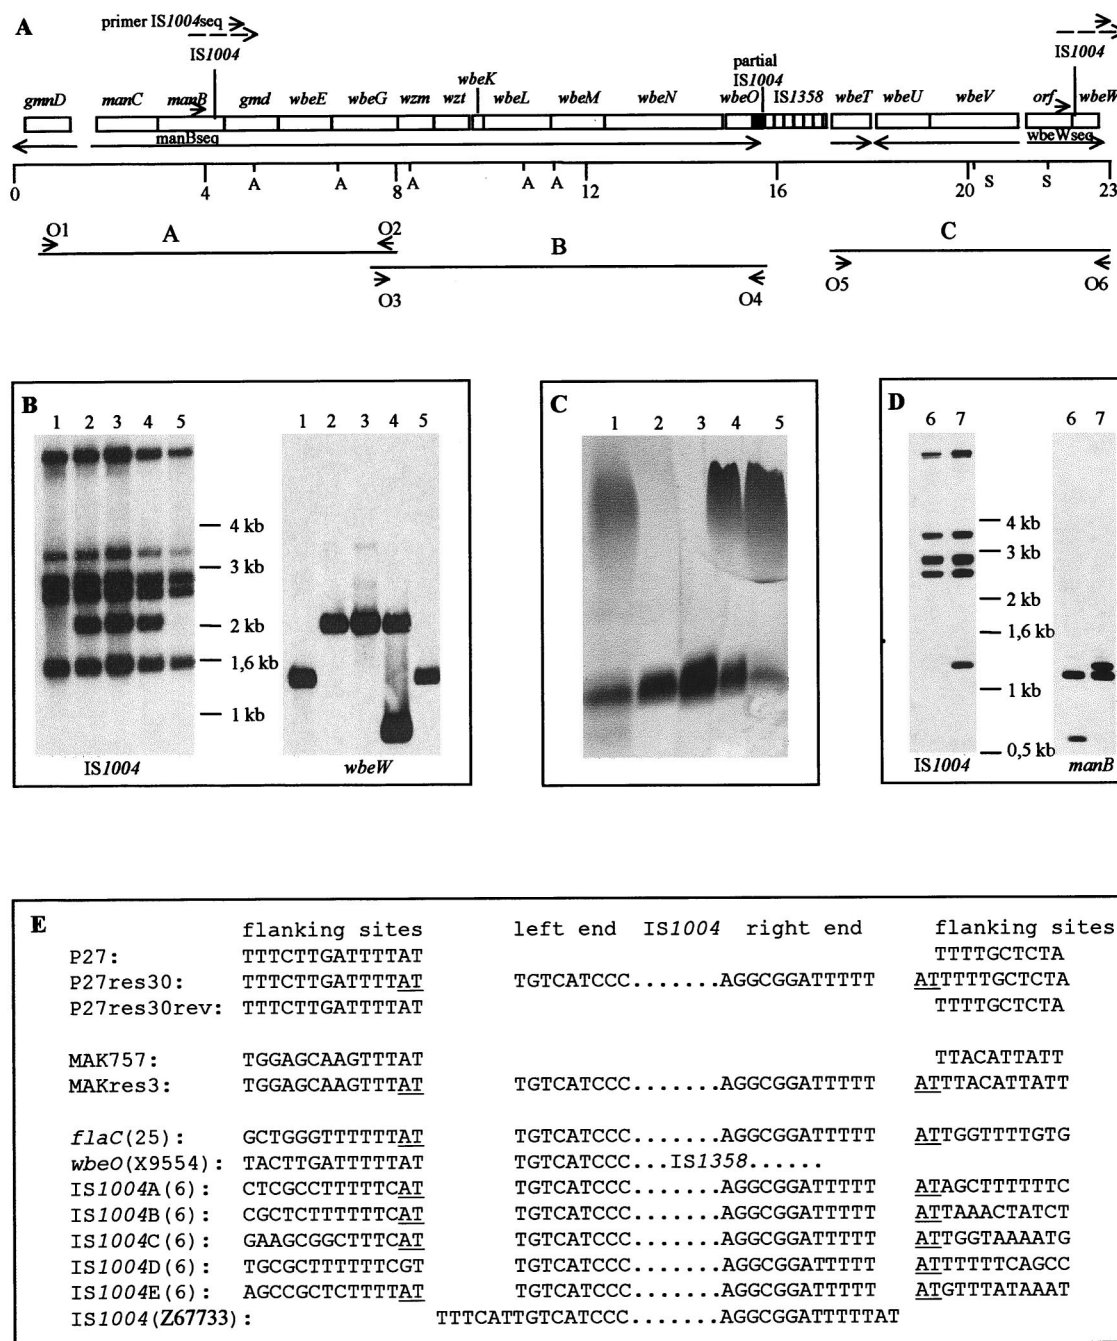 A
primer IS1004seq
IS1004
IS1004
partial
IS1004
wbeK
gmnD manC manB gmd wbeE wbeG wzm wzt wbeL wbeM wbeN wbeO IS1358 wbeT wbeU wbeV orf wbeW
manBseq wbeWseq
A A A A A S S
0 4 8 12 16 20 23
O1 A O2 B C
O3 O4 O5 O6
B
1 2 3 4 5 1 2 3 4 5
4 kb
3 kb
2 kb
1,6 kb
1 kb
IS1004 wbeW
C
1 2 3 4 5
D
6 7 6 7
4 kb
3 kb
2 kb
1,6 kb
1 kb
0,5 kb
IS1004 manB
E
flanking sites left end IS1004 right end flanking sites
P27: TTTCTTGATTTTAT TTTTGCTCTA
P27res30: TTTCTTGATTTTAT TGTCATCCC.......AGGCGGATTTTT ATTTTTGCTCTA
P27res30rev: TTTCTTGATTTTAT TTTTGCTCTA
MAK757: TGGAGCAAGTTTAT TTACATTATT
MAKres3: TGGAGCAAGTTTAT TGTCATCCC.......AGGCGGATTTTT ATTTACATTATT
flaC(25): GCTGGGTTTTTTAT TGTCATCCC.......AGGCGGATTTTT ATTGGTTTTGTG
wbeO(X9554): TACTTGATTTTTAT TGTCATCCC...IS1358......
IS1004A(6): CTCGCCTTTTTCAT TGTCATCCC.......AGGCGGATTTTT ATAGCTTTTTTC
IS1004B(6): CGCTCTTTTTTCAT TGTCATCCC.......AGGCGGATTTTT ATTAAACTATCT
IS1004C(6): GAAGCGGCTTTCAT TGTCATCCC.......AGGCGGATTTTT ATTGGTAAAATG
IS1004D(6): TGCGCTTTTTTCGT TGTCATCCC.......AGGCGGATTTTT ATTTTTTCAGCC
IS1004E(6): AGCCGCTCTTTTAT TGTCATCCC.......AGGCGGATTTTT ATGTTTATAAAT
IS1004(Z67733): TTTCATTGTCATCCC.......AGGCGGATTTTTAT